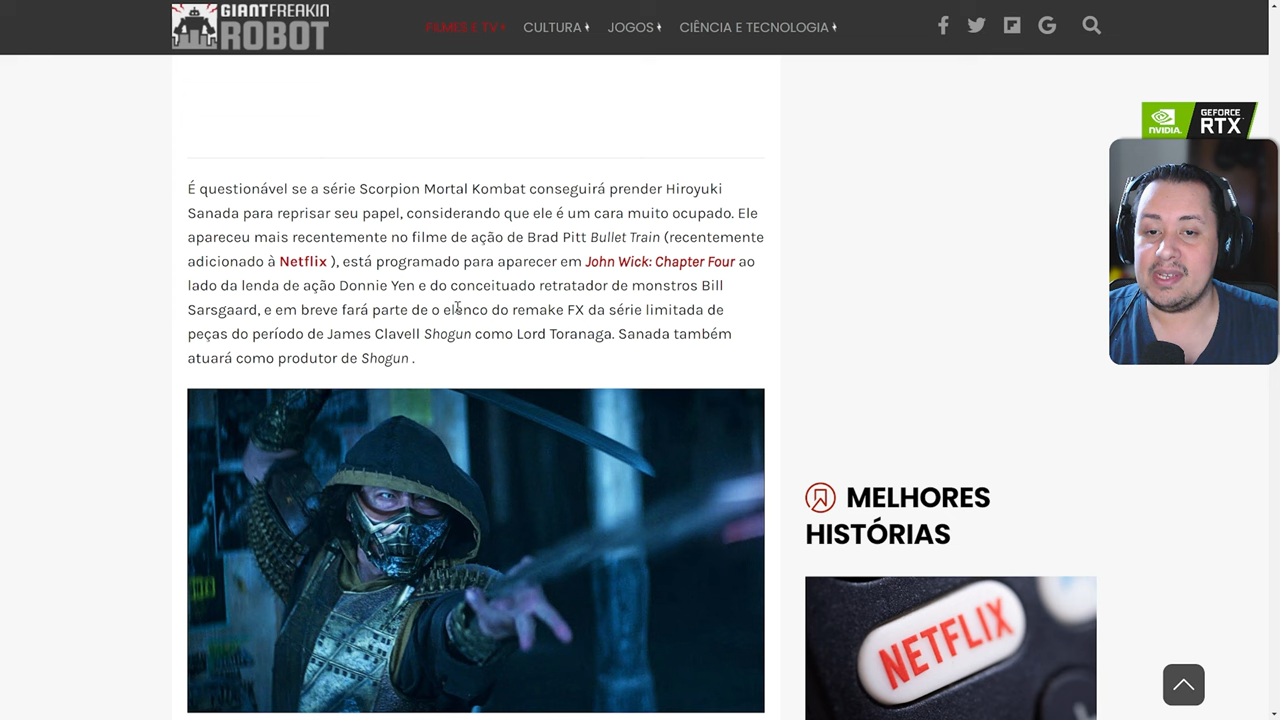 GIANT FREAKIN
ROBOT
FILMES E TV
CULTURA
JOGOS
CIÊNCIA E TECNOLOGIA
NVIDIA.
GEFORCE
RTX
É questionável se a série Scorpion Mortal Kombat conseguirá prender Hiroyuki
Sanada para reprisar seu papel, considerando que ele é um cara muito ocupado. Ele
apareceu mais recentemente no filme de ação de Brad Pitt Bullet Train (recentemente
adicionado à Netflix ), está programado para aparecer em John Wick: Chapter Four ao
lado da lenda de ação Donnie Yen e do conceituado retratador de monstros Bill
Sarsgaard, e em breve fará parte de o elenco do remake FX da série limitada de
peças do período de James Clavell Shogun como Lord Toranaga. Sanada também
atuará como produtor de Shogun .
MELHORES
HISTÓRIAS
NETFLIX